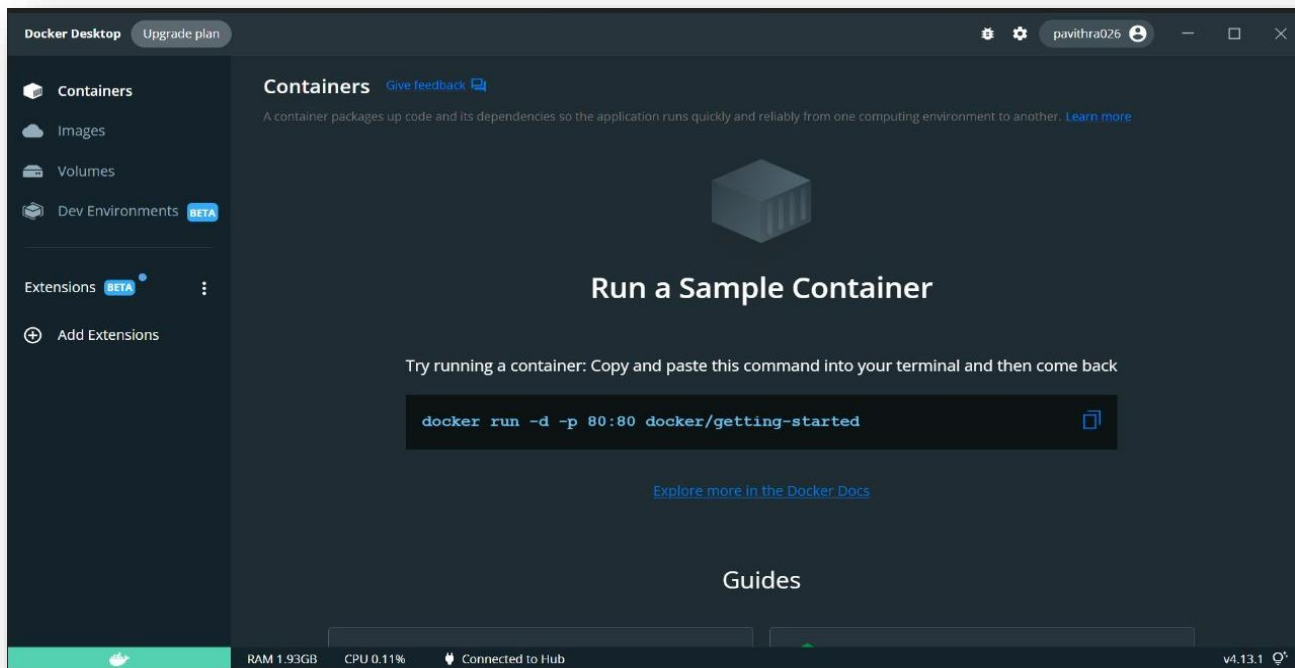 Docker Desktop Upgrade plan pavithra026
Containers
Images
Volumes
Dev Environments BETA
Extensions BETA
Add Extensions
Containers Give feedback
A container packages up code and its dependencies so the application runs quickly and reliably from one computing environment to another. Learn more
Run a Sample Container
Try running a container: Copy and paste this command into your terminal and then come back
docker run -d -p 80:80 docker/getting-started
Explore more in the Docker Docs
Guides
RAM 1.93GB CPU 0.11% Connected to Hub v4.13.1